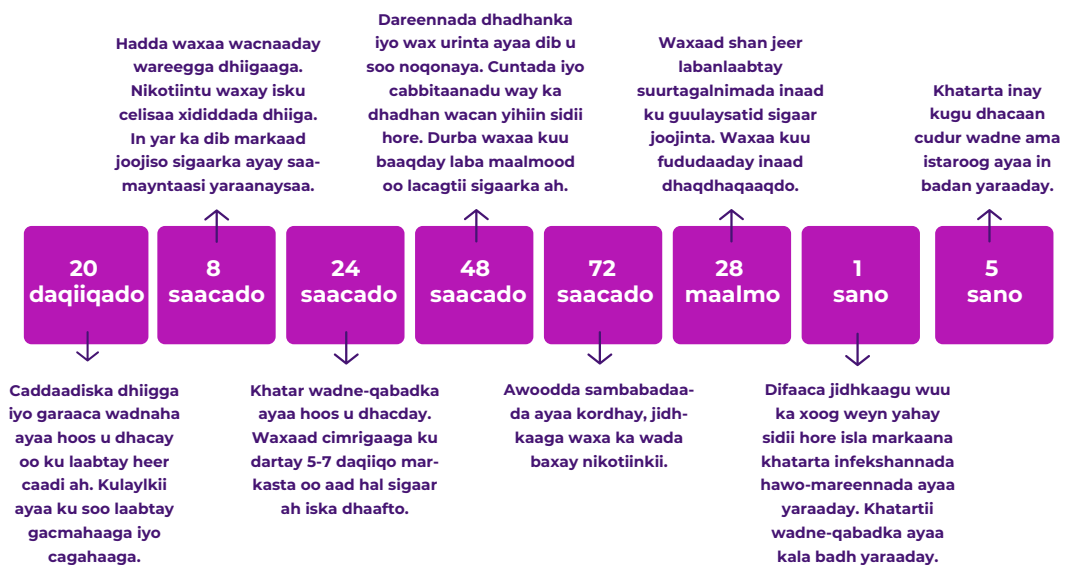 Hadda waxaa wacnaaday
wareegga dhiigaaga.
Nikotiintu waxay isku
celisaa xididdada dhiiga.
In yar ka dib markaad
joojiso sigaarka ayay saa-
mayntaasi yaraanaysaa.
Dareennada dhadhanka
iyo wax urinta ayaa dib u
soo noqonaya. Cuntada iyo
cabbitaanadu way ka
dhadhan wacan yihiin sidii
hore. Durba waxaa kuu
baaqday laba maalmood
oo lacagtii sigaarka ah.
Waxaad shan jeer
labanlaabtay
suurtagalnimada inaad
ku guulaysatid sigaar
joojinta. Waxaa kuu
fududaaday inaad
dhaqdhaqaaqdo.
Khatarta inay
kugu dhacaan
cudur wadne ama
istaroog ayaa in
badan yaraaday.
20
daqiiqado
8
saacado
24
saacado
48
saacado
72
saacado
28
maalmo
1
sano
5
sano
Caddaadiska dhiigga
iyo garaaca wadnaha
ayaa hoos u dhacay
oo ku laabtay heer
caadi ah. Kulaylkii
ayaa ku soo laabtay
gacmahaaga iyo
cagahaaga.
Khatar wadne-qabadka
ayaa hoos u dhacday.
Waxaad cimrigaaga ku
dartay 5-7 daqiiqo mar-
kasta oo aad hal sigaar
ah iska dhaafto.
Awoodda sambabadaa-
da ayaa kordhay, jidh-
kaaga waxa ka wada
baxay nikotiinkii.
Difaaca jidhkaagu wuu
ka xoog weyn yahay
sidii hore isla markaana
khatarta infekshannada
hawo-mareennada ayaa
yaraaday. Khatartii
wadne-qabadka ayaa
kala badh yaraaday.